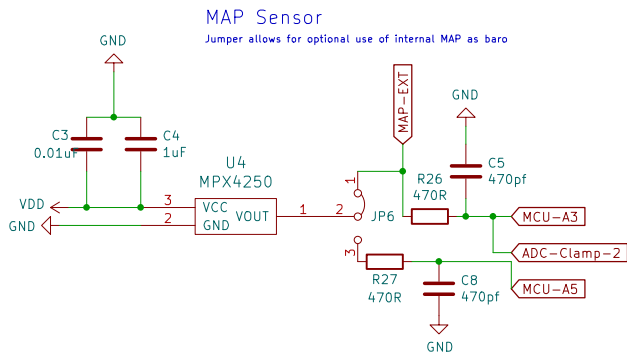 MAP Sensor
Jumper allows for optional use of internal MAP as baro
GND
MAP-EXT
GND
C3
0.01uF
C4
1uF
U4
MPX4250
R26
470R
C5
470pf
VDD
3
VCC
VOUT
1
2
1
JP6
MCU-A3
GND
2
GND
3
ADC-Clamp-2
R27
470R
C8
470pf
MCU-A5
GND